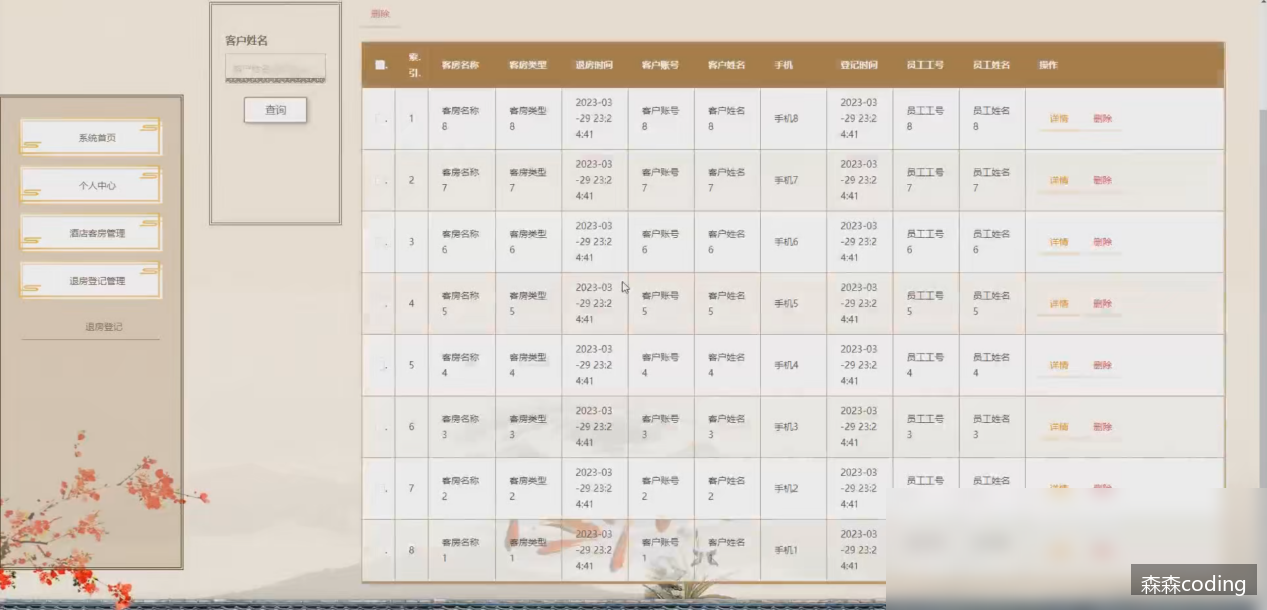 删除
客户姓名
查询
系统首页
个人中心
酒店客房管理
退房登记管理
退房登记
索引. 客房名称 客房类型 退房时间 客户账号 客户姓名 手机 登记时间 员工工号 员工姓名 操作
1 客房名称8 客房类型8 2023-03-29 23:24:41 客户账号8 客户姓名8 手机8 2023-03-29 23:24:41 员工工号8 员工姓名8 详情 删除
2 客房名称7 客房类型7 2023-03-29 23:24:41 客户账号7 客户姓名7 手机7 2023-03-29 23:24:41 员工工号7 员工姓名7 详情 删除
3 客房名称6 客房类型6 2023-03-29 23:24:41 客户账号6 客户姓名6 手机6 2023-03-29 23:24:41 员工工号6 员工姓名6 详情 删除
4 客房名称5 客房类型5 2023-03-29 23:24:41 客户账号5 客户姓名5 手机5 2023-03-29 23:24:41 员工工号5 员工姓名5 详情 删除
5 客房名称4 客房类型4 2023-03-29 23:24:41 客户账号4 客户姓名4 手机4 2023-03-29 23:24:41 员工工号4 员工姓名4 详情 删除
6 客房名称3 客房类型3 2023-03-29 23:24:41 客户账号3 客户姓名3 手机3 2023-03-29 23:24:41 员工工号3 员工姓名3 详情 删除
7 客房名称2 客房类型2 2023-03-29 23:24:41 客户账号2 客户姓名2 手机2 2023-03-29 23:24:41 员工工号 员工姓名
8 客房名称1 客房类型1 2023-03-29 23:24:41 客户账号1 客户姓名 手机1 2023-03-29 23:24:41
森森coding